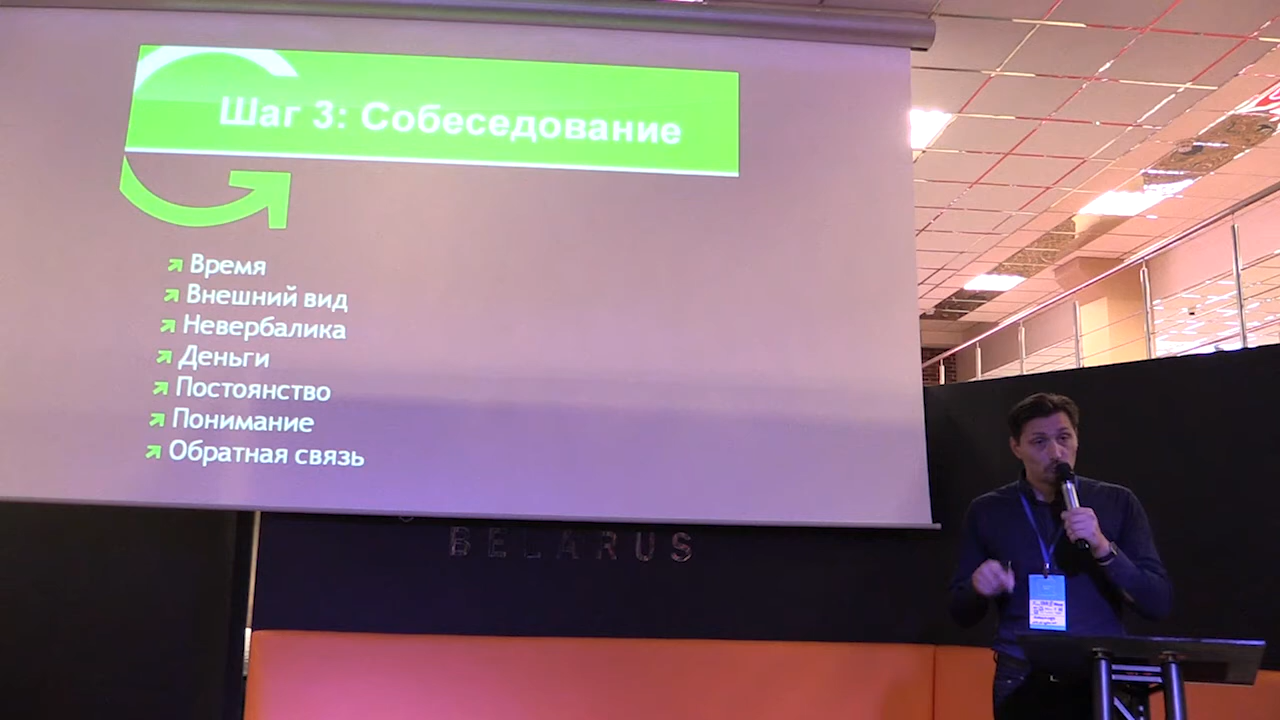 Шаг 3: Собеседование
Время
Внешний вид
Невербалика
Деньги
Постоянство
Понимание
Обратная связь
BELARUS